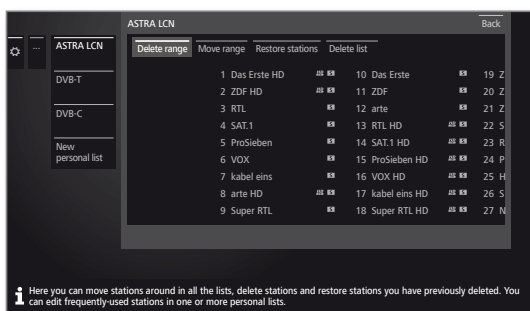 ASTRA LCN
Back
...
ASTRA LCN
DVB-T
DVB-C
New
personal list
Delete range
Move range
Restore stations
Delete list
1 Das Erste HD
2 ZDF HD
3 RTL
4 SAT.1
5 ProSieben
6 VOX
7 kabel eins
8 arte HD
9 Super RTL
10 Das Erste
11 ZDF
12 arte
13 RTL HD
14 SAT.1 HD
15 ProSieben HD
16 VOX HD
17 kabel eins HD
18 Super RTL HD
19 Z
20 Z
21 Z
22 S
23 R
24 P
25 H
26 S
27 N
Here you can move stations around in all the lists, delete stations and restore stations you have previously deleted. You
can edit frequently-used stations in one or more personal lists.